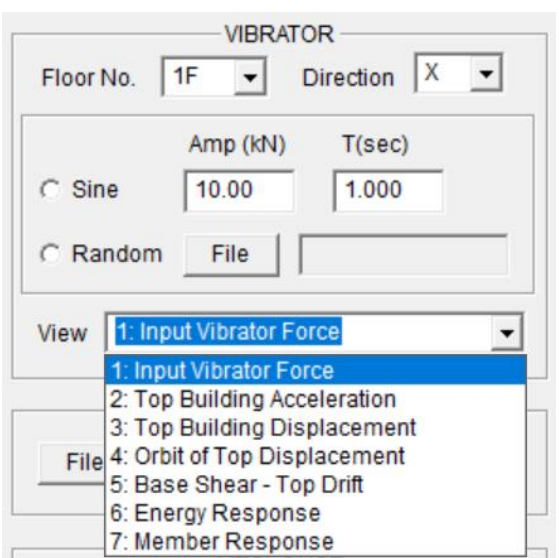 VIBRATOR
Floor No. 1F Direction X
Amp (kN) T(sec)
Sine 10.00 1.000
Random File
View 1: Input Vibrator Force
1: Input Vibrator Force
2: Top Building Acceleration
3: Top Building Displacement
File 4: Orbit of Top Displacement
5: Base Shear - Top Drift
6: Energy Response
7: Member Response